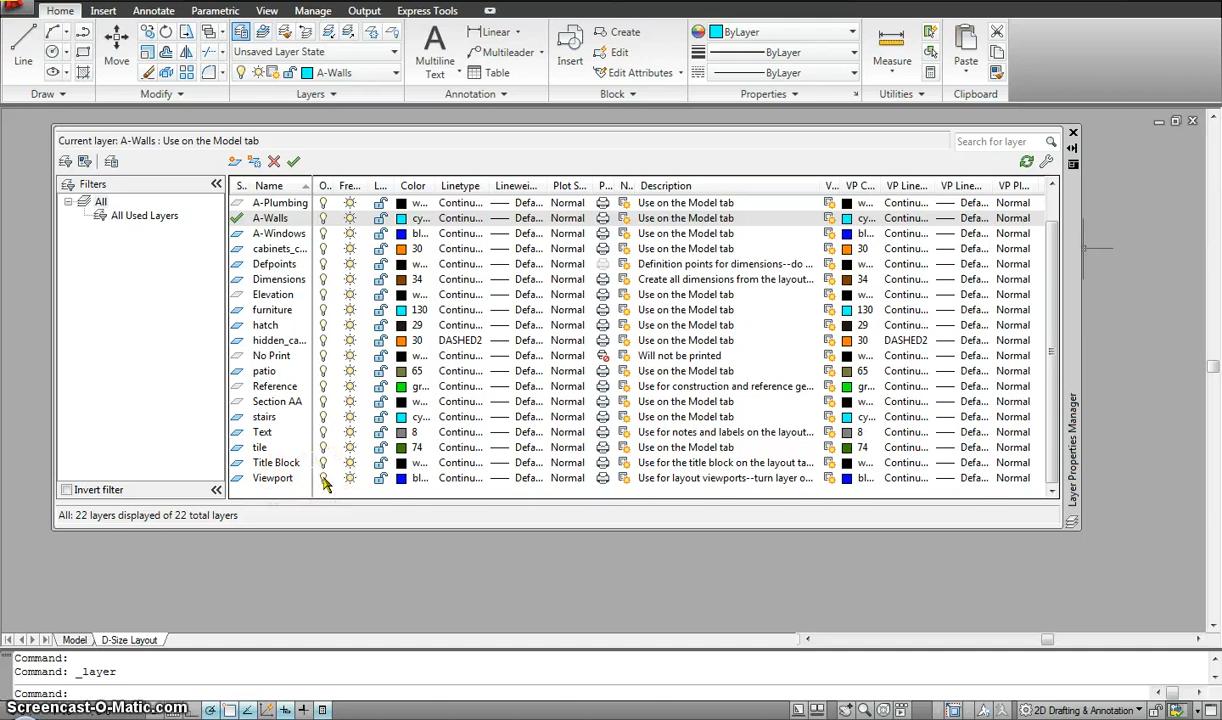 Home Insert Annotate Parametric View Manage Output Express Tools
Line Move Unsaved Layer State A-Walls Multiline Text Linear Multileader Table Insert Create Edit Edit Attributes ByLayer ByLayer ByLayer Measure Paste
Draw Modify Layers Annotation Block Properties Utilities Clipboard
Current layer: A-Walls : Use on the Model tab Search for layer
Filters
All
All Used Layers
Invert filter
S.. Name O.. Fre... L... Color Linetype Linewei... Plot S... P... N.. Description V... VP C... VP Line... VP Line... VP Pl...
A-Plumbing w... Continu... Defa... Normal Use on the Model tab w... Continu... Defa... Normal
A-Walls cy... Continu... Defa... Normal Use on the Model tab cy... Continu... Defa... Normal
A-Windows bl... Continu... Defa... Normal Use on the Model tab bl... Continu... Defa... Normal
cabinets_c... 30 Continu... Defa... Normal Use on the Model tab 30 Continu... Defa... Normal
Defpoints w... Continu... Defa... Normal Definition points for dimensions--do ... w... Continu... Defa... Normal
Dimensions 34 Continu... Defa... Normal Create all dimensions from the layout... 34 Continu... Defa... Normal
Elevation w... Continu... Defa... Normal Use on the Model tab w... Continu... Defa... Normal
furniture 130 Continu... Defa... Normal Use on the Model tab 130 Continu... Defa... Normal
hatch 29 Continu... Defa... Normal Use on the Model tab 29 Continu... Defa... Normal
hidden_ca... 30 DASHED2 Defa... Normal Use on the Model tab 30 DASHED2 Defa... Normal
No Print w... Continu... Defa... Normal Will not be printed w... Continu... Defa... Normal
patio 65 Continu... Defa... Normal Use on the Model tab 65 Continu... Defa... Normal
Reference gr... Continu... Defa... Normal Use for construction and reference ge... gr... Continu... Defa... Normal
Section AA w... Continu... Defa... Normal Use on the Model tab w... Continu... Defa... Normal
stairs cy... Continu... Defa... Normal Use on the Model tab cy... Continu... Defa... Normal
Text 8 Continu... Defa... Normal Use for notes and labels on the layout... 8 Continu... Defa... Normal
tile 74 Continu... Defa... Normal Use on the Model tab 74 Continu... Defa... Normal
Title Block w... Continu... Defa... Normal Use for the title block on the layout ta... w... Continu... Defa... Normal
Viewport bl... Continu... Defa... Normal Use for layout viewports--turn layer o... bl... Continu... Defa... Normal
All: 22 layers displayed of 22 total layers
Layer Properties Manager
Model D-Size Layout
Command:
Command: _layer
Command:
Screencast-O-Matic.com 2D Drafting & Annotation